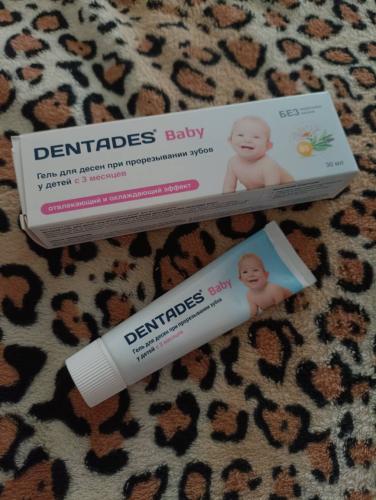 DENTADES® Baby
Гель для десен при прорезывании зубов
у детей с 3 месяцев
отвлекающий и охлаждающий эффект
БЕЗ
30 мл
DENTADES® Baby
Гель для десен при прорезывании зубов
у детей с 3 месяцев